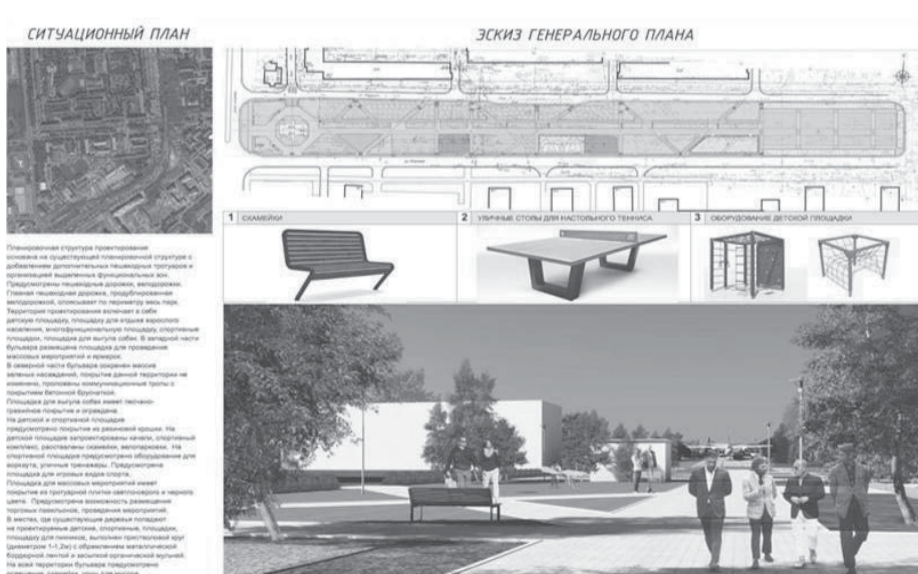 СИТУАЦИОННЫЙ ПЛАН
ЭСКИЗ ГЕНЕРАЛЬНОГО ПЛАНА
1 СКАМЕЙКИ
2 УЛИЧНЫЕ СТОЛЫ ДЛЯ НАСТОЛЬНОГО ТЕННИСА
3 ОБОРУДОВАНИЕ ДЕТСКОЙ ПЛОЩАДКИ
Планировочная структура проектирования
основана на существующей планировочной структуре с
добавлением дополнительных пешеходных тротуаров и
организацией выделенных функциональных зон.
Предусмотрены пешеходные дорожки, велодорожки.
Главная пешеходная дорожка, продублированная
велодорожкой, опоясывает по периметру весь парк.
Территория проектирования включает в себя
детскую площадку, площадку для отдыха взрослого
населения, многофункциональную площадку, спортивные
площадки, площадка для выгула собак. В западной части
бульвара размещена площадка для проведения
массовых мероприятий и ярмарок.
В северной части бульвара сохранен массив
зеленых насаждений, покрытие данной территории не
изменено, проложены коммуникационные тропы с
покрытием бетонной брусчаткой.
Площадка для выгула собак имеет песчано-
гравийное покрытие и ограждена.
На детской и спортивной площадке
предусмотрено покрытие из резиновой крошки. На
детской площадке запроектированы качели, спортивный
комплекс, расставлены скамейки, велопарковки. На
спортивной площадке предусмотрено оборудование для
воркаута, уличные тренажеры. Предусмотрена
площадка для игровых видов спорта.
Площадка для массовых мероприятий имеет
покрытие из тротуарной плитки светлосерого и черного
цвета. Предусмотрена возможность размещения
торговых павильонов, проведения мероприятий.
В местах, где существующие деревья попадают
на проектируемые детские, спортивные, площадки,
площадку для пикников, выполнен приствольный круг
(диаметром 1-1,2м) с обрамлением металлической
бордюрной лентой и засыпкой органической мульчей.
На всей территории бульвара предусмотрено